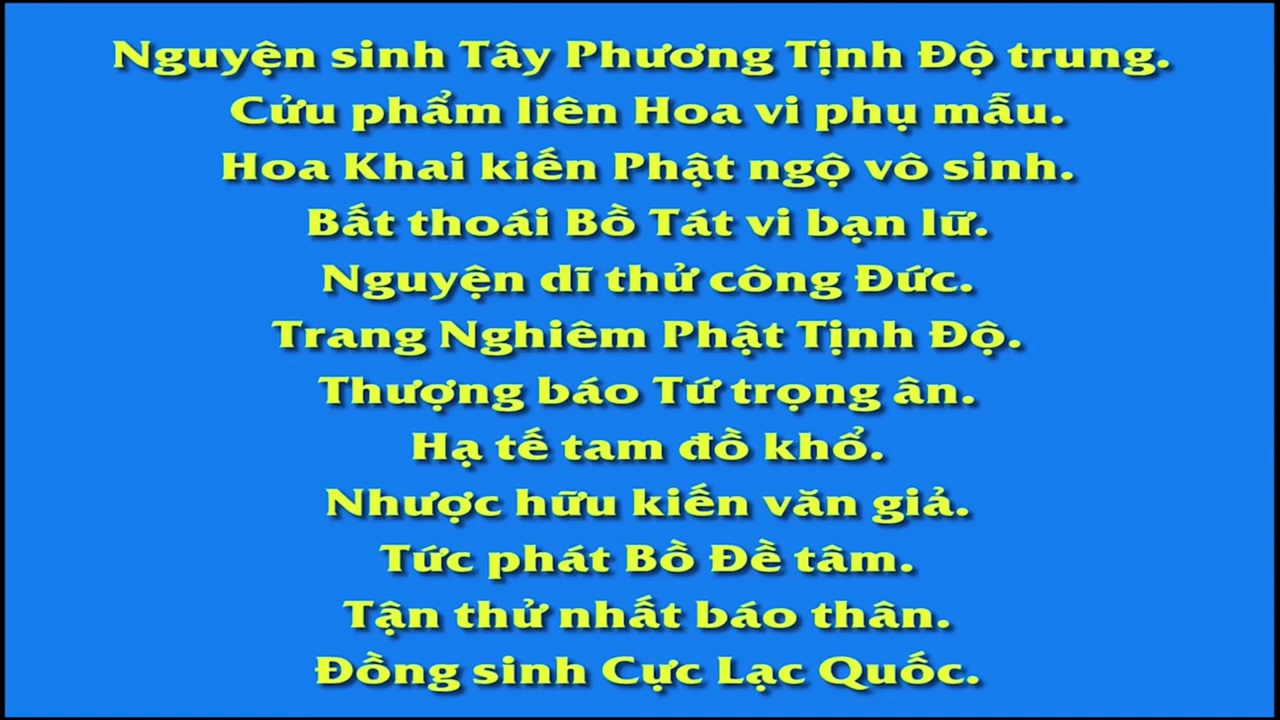 Nguyện sinh Tây Phương Tịnh Độ trung.
Cửu phẩm liên Hoa vi phụ mẫu.
Hoa Khai kiến Phật ngộ vô sinh.
Bất thoái Bồ Tát vi bạn lữ.
Nguyện dĩ thử công Đức.
Trang Nghiêm Phật Tịnh Độ.
Thượng báo Tứ trọng ân.
Hạ tế tam đồ khổ.
Nhược hữu kiến văn giả.
Tức phát Bồ Đề tâm.
Tận thử nhất báo thân.
Đồng sinh Cực Lạc Quốc.